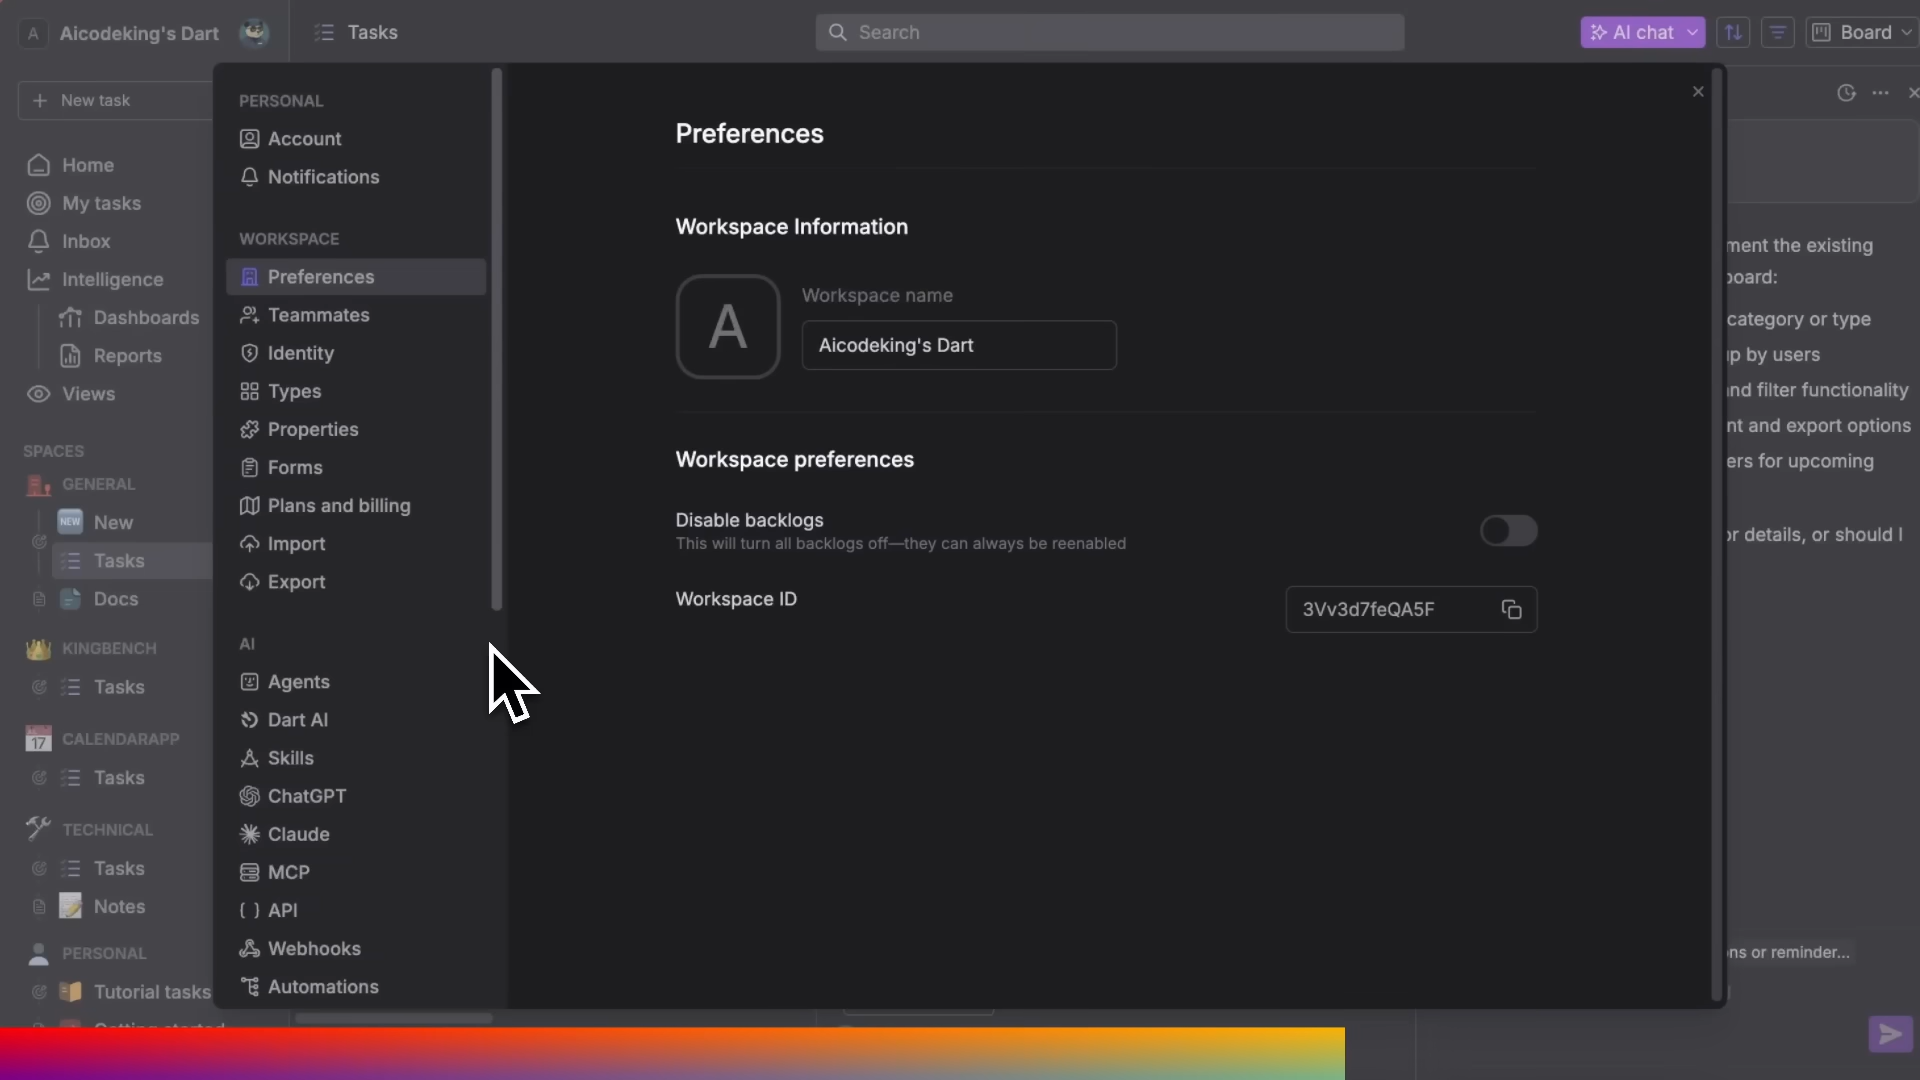 A Aicodeking's Dart
Tasks
Search
AI chat
Board
New task
Home
My tasks
Inbox
Intelligence
Dashboards
Reports
Views
SPACES
GENERAL
NEW New
Tasks
Docs
KINGBENCH
Tasks
17 CALENDARAPP
Tasks
TECHNICAL
Tasks
Notes
PERSONAL
Tutorial tasks
Getting started
PERSONAL
Account
Notifications
WORKSPACE
Preferences
Teammates
Identity
Types
Properties
Forms
Plans and billing
Import
Export
AI
Agents
Dart AI
Skills
ChatGPT
Claude
MCP
API
Webhooks
Automations
Preferences
Workspace Information
A
Workspace name
Aicodeking's Dart
Workspace preferences
Disable backlogs
This will turn all backlogs off—they can always be reenabled
Workspace ID
3Vv3d7feQA5F
the existing
category or type
by users
filter functionality
and export options
for upcoming
details, or should I
or reminder...